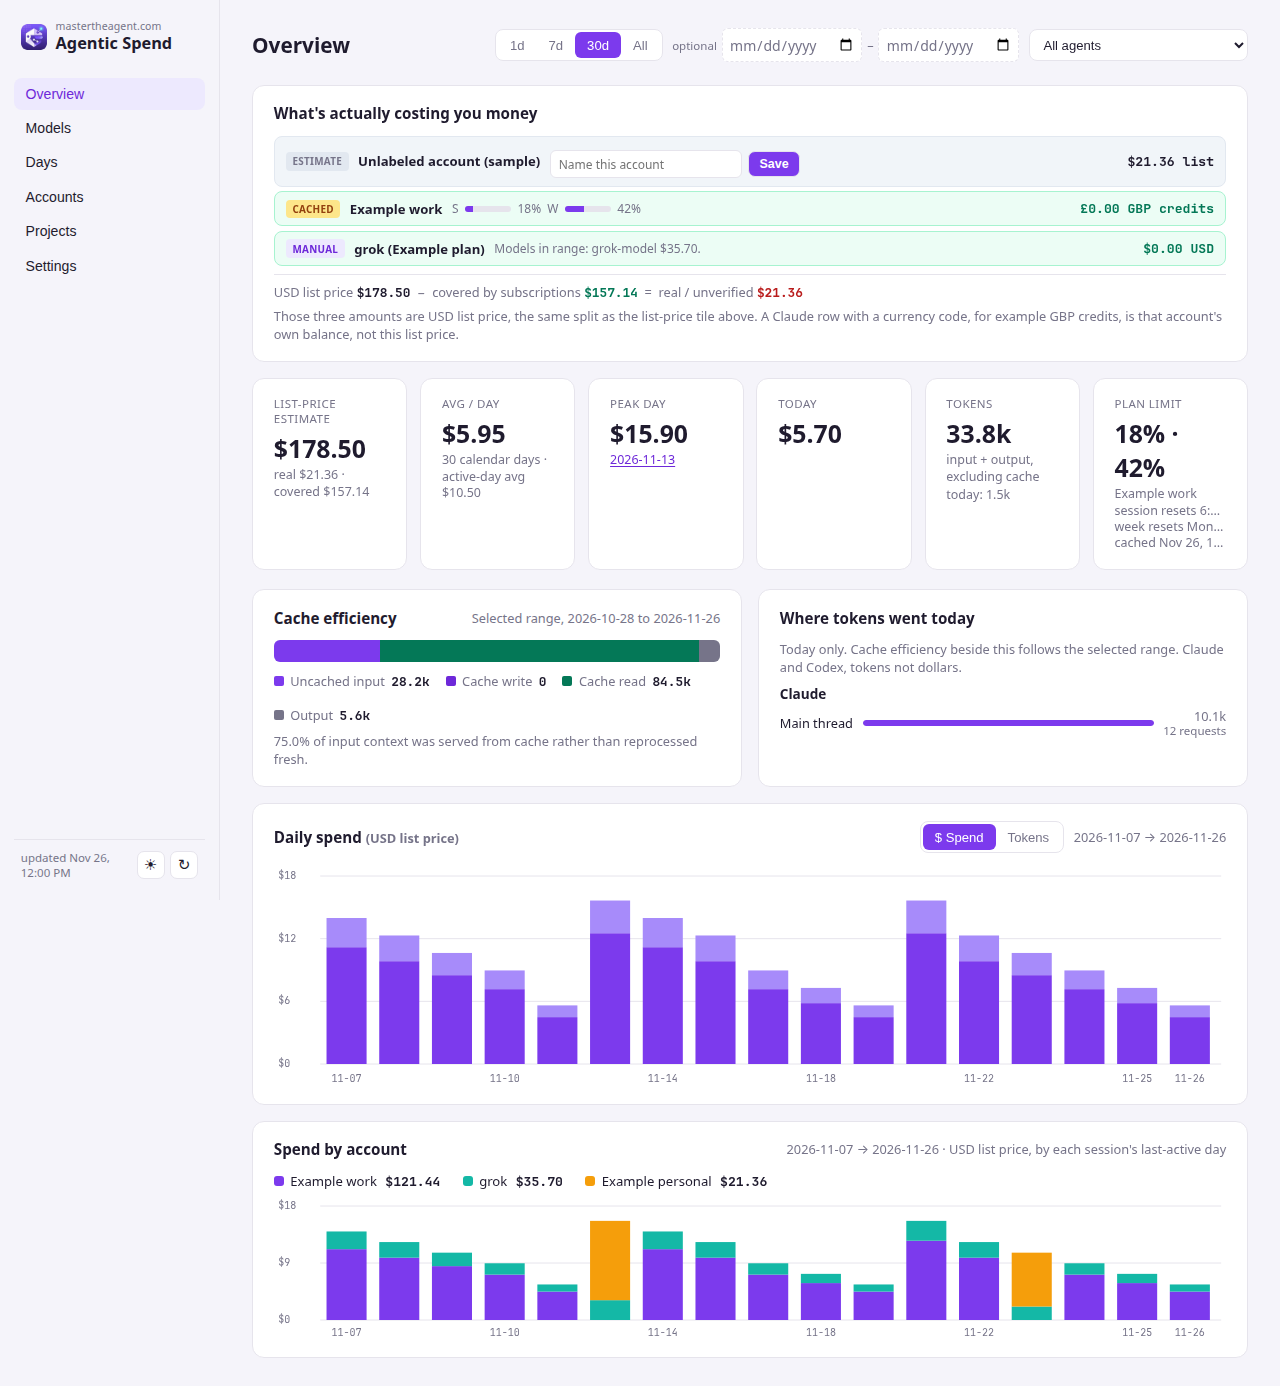 mastertheagent.com
Agentic Spend
Overview
Models
Days
Accounts
Projects
Settings
updated Nov 26,
12:00 PM
Overview
1d 7d 30d All optional mm/dd/yyyy – mm/dd/yyyy All agents
What's actually costing you money
ESTIMATE Unlabeled account (sample) Name this account Save $21.36 list
CACHED Example work S 18% W 42% £0.00 GBP credits
MANUAL grok (Example plan) Models in range: grok-model $35.70. $0.00 USD
USD list price $178.50 – covered by subscriptions $157.14 = real / unverified $21.36
Those three amounts are USD list price, the same split as the list-price tile above. A Claude row with a currency code, for example GBP credits, is that account's
own balance, not this list price.
LIST-PRICE
ESTIMATE
$178.50
real $21.36 ·
covered $157.14
AVG / DAY
$5.95
30 calendar days ·
active-day avg
$10.50
PEAK DAY
$15.90
2026-11-13
TODAY
$5.70
TOKENS
33.8k
input + output,
excluding cache
today: 1.5k
PLAN LIMIT
18% ·
42%
Example work
session resets 6:...
week resets Mon...
cached Nov 26, 1...
Cache efficiency Selected range, 2026-10-28 to 2026-11-26
Uncached input 28.2k Cache write 0 Cache read 84.5k
Output 5.6k
75.0% of input context was served from cache rather than reprocessed
fresh.
Where tokens went today
Today only. Cache efficiency beside this follows the selected range. Claude
and Codex, tokens not dollars.
Claude
Main thread 10.1k
12 requests
Daily spend (USD list price) $ Spend Tokens 2026-11-07 → 2026-11-26
$18
$12
$6
$0
11-07 11-10 11-14 11-18 11-22 11-25 11-26
Spend by account 2026-11-07 → 2026-11-26 · USD list price, by each session's last-active day
Example work $121.44 grok $35.70 Example personal $21.36
$18
$9
$0
11-07 11-10 11-14 11-18 11-22 11-25 11-26